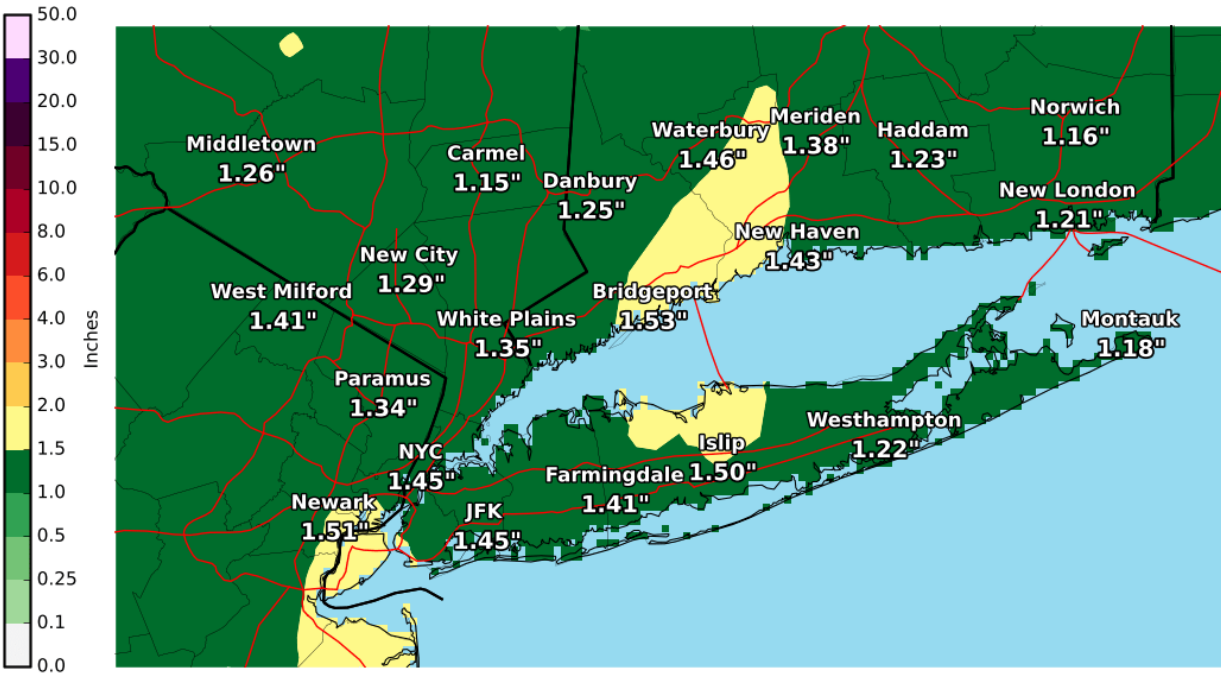 50.0
30.0
20.0
15.0
10.0
8.0
6.0
4.0
3.0
2.0
1.5
1.0
0.5
0.25
0.1
0.0
Inches
Middletown
1.26"
Carmel
1.15"
Danbury
1.25"
Waterbury
1.46"
Meriden
1.38"
Haddam
1.23"
Norwich
1.16"
New London
1.21"
New Haven
1.43"
New City
1.29"
West Milford
1.41"
White Plains
1.35"
Bridgeport
1.53"
Montauk
1.18"
Paramus
1.34"
NYC
1.45"
Islip
1.50"
Westhampton
1.22"
Farmingdale
1.41"
Newark
1.51"
JFK
1.45"